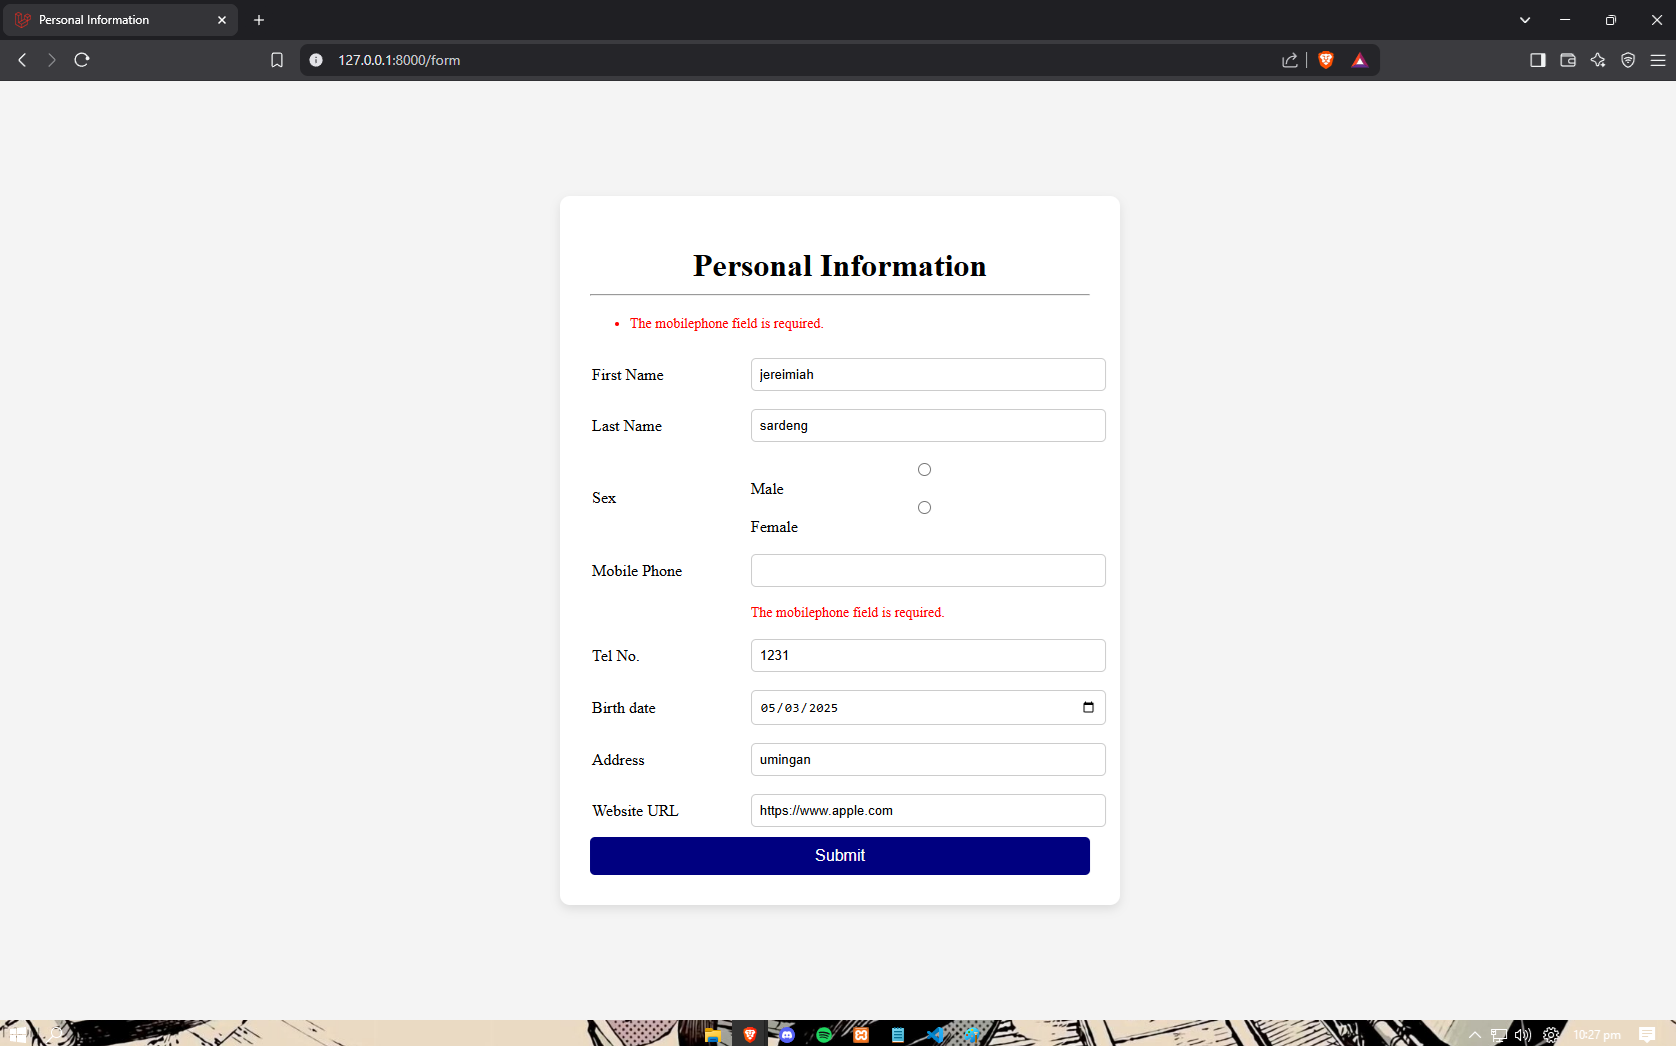 Personal Information
127.0.0.1:8000/form
Personal Information
The mobilephone field is required.
First Name
jereimiah
Last Name
sardeng
Sex
Male
Female
Mobile Phone
The mobilephone field is required.
Tel No.
1231
Birth date
05/03/2025
Address
umingan
Website URL
https://www.apple.com
Submit
10:27 pm